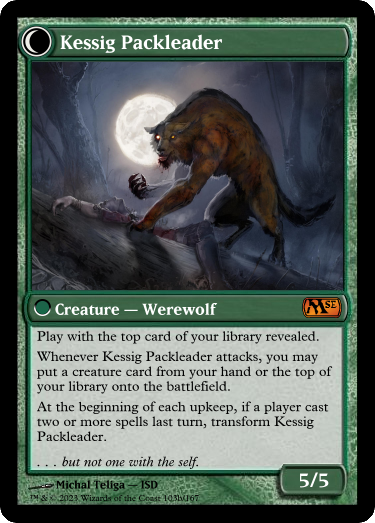 Kessig Packleader
Creature — Werewolf
M SE
Play with the top card of your library revealed.
Whenever Kessig Packleader attacks, you may
put a creature card from your hand or the top of
your library onto the battlefield.
At the beginning of each upkeep, if a player cast
two or more spells last turn, transform Kessig
Packleader.
. . . but not one with the self.
5/5
Michal Teliga — ISD
™ & © 2023 Wizards of the Coast 103b/167